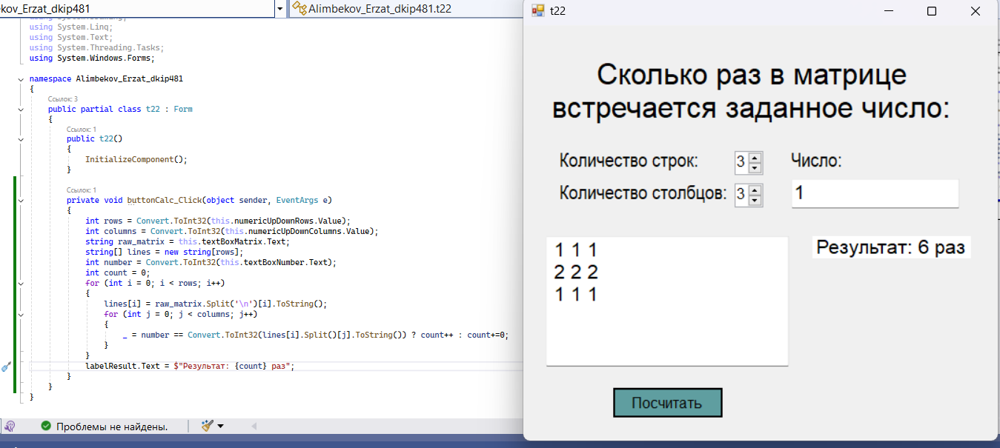 kov_Erzat_dkip481
Alimbekov_Erzat_dkip481.t22
using System.Linq;
using System.Text;
using System.Threading.Tasks;
using System.Windows.Forms;
namespace Alimbekov_Erzat_dkip481
{
Ссылок: 3
public partial class t22 : Form
{
Ссылок: 1
public t22()
{
InitializeComponent();
}
Ссылок: 1
private void buttonCalc_Click(object sender, EventArgs e)
{
int rows = Convert.ToInt32(this.numericUpDownRows.Value);
int columns = Convert.ToInt32(this.numericUpDownColumns.Value);
string raw_matrix = this.textBoxMatrix.Text;
string[] lines = new string[rows];
int number = Convert.ToInt32(this.textBoxNumber.Text);
int count = 0;
for (int i = 0; i < rows; i++)
{
lines[i] = raw_matrix.Split('\n')[i].ToString();
for (int j = 0; j < columns; j++)
{
_ = number == Convert.ToInt32(lines[i].Split()[j].ToString()) ? count++ : count+=0;
}
}
labelResult.Text = $"Результат: {count} раз";
}
}
}
Проблемы не найдены.
t22
Сколько раз в матрице
встречается заданное число:
Количество строк: 3
Число:
Количество столбцов: 3
1
1 1 1
2 2 2
1 1 1
Результат: 6 раз
Посчитать